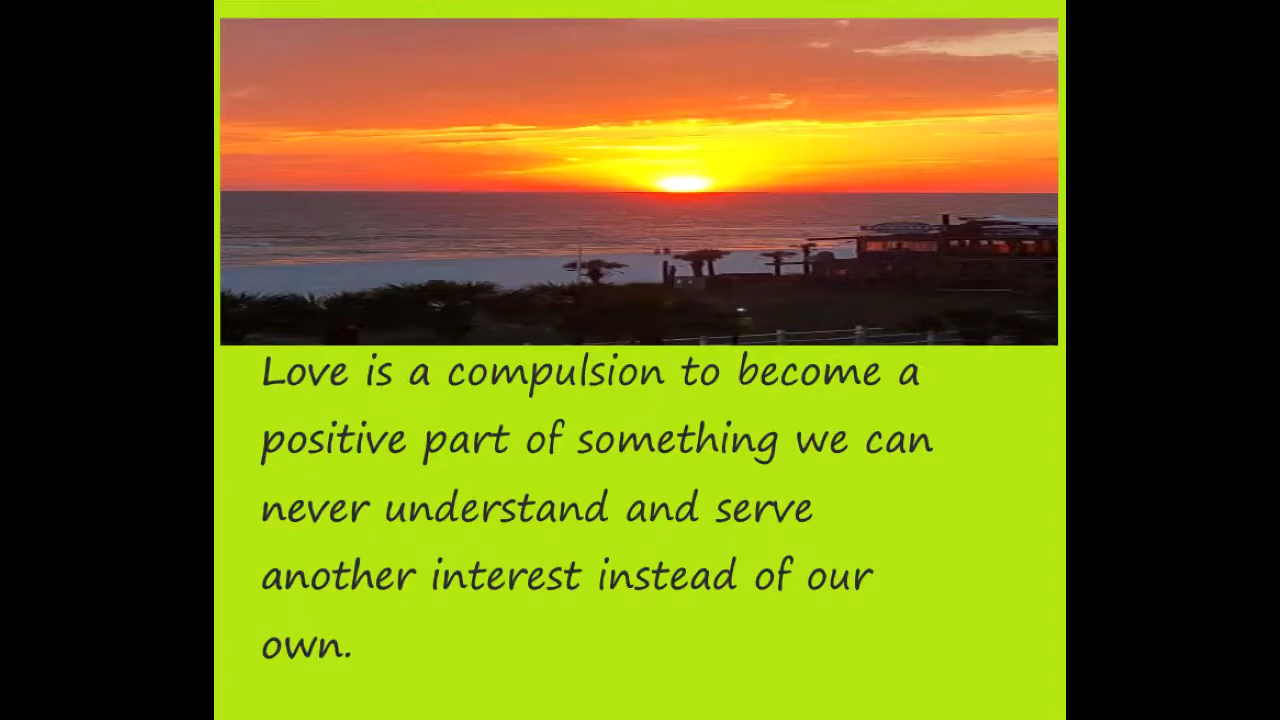 Love is a compulsion to become a
positive part of something we can
never understand and serve
another interest instead of our
own.